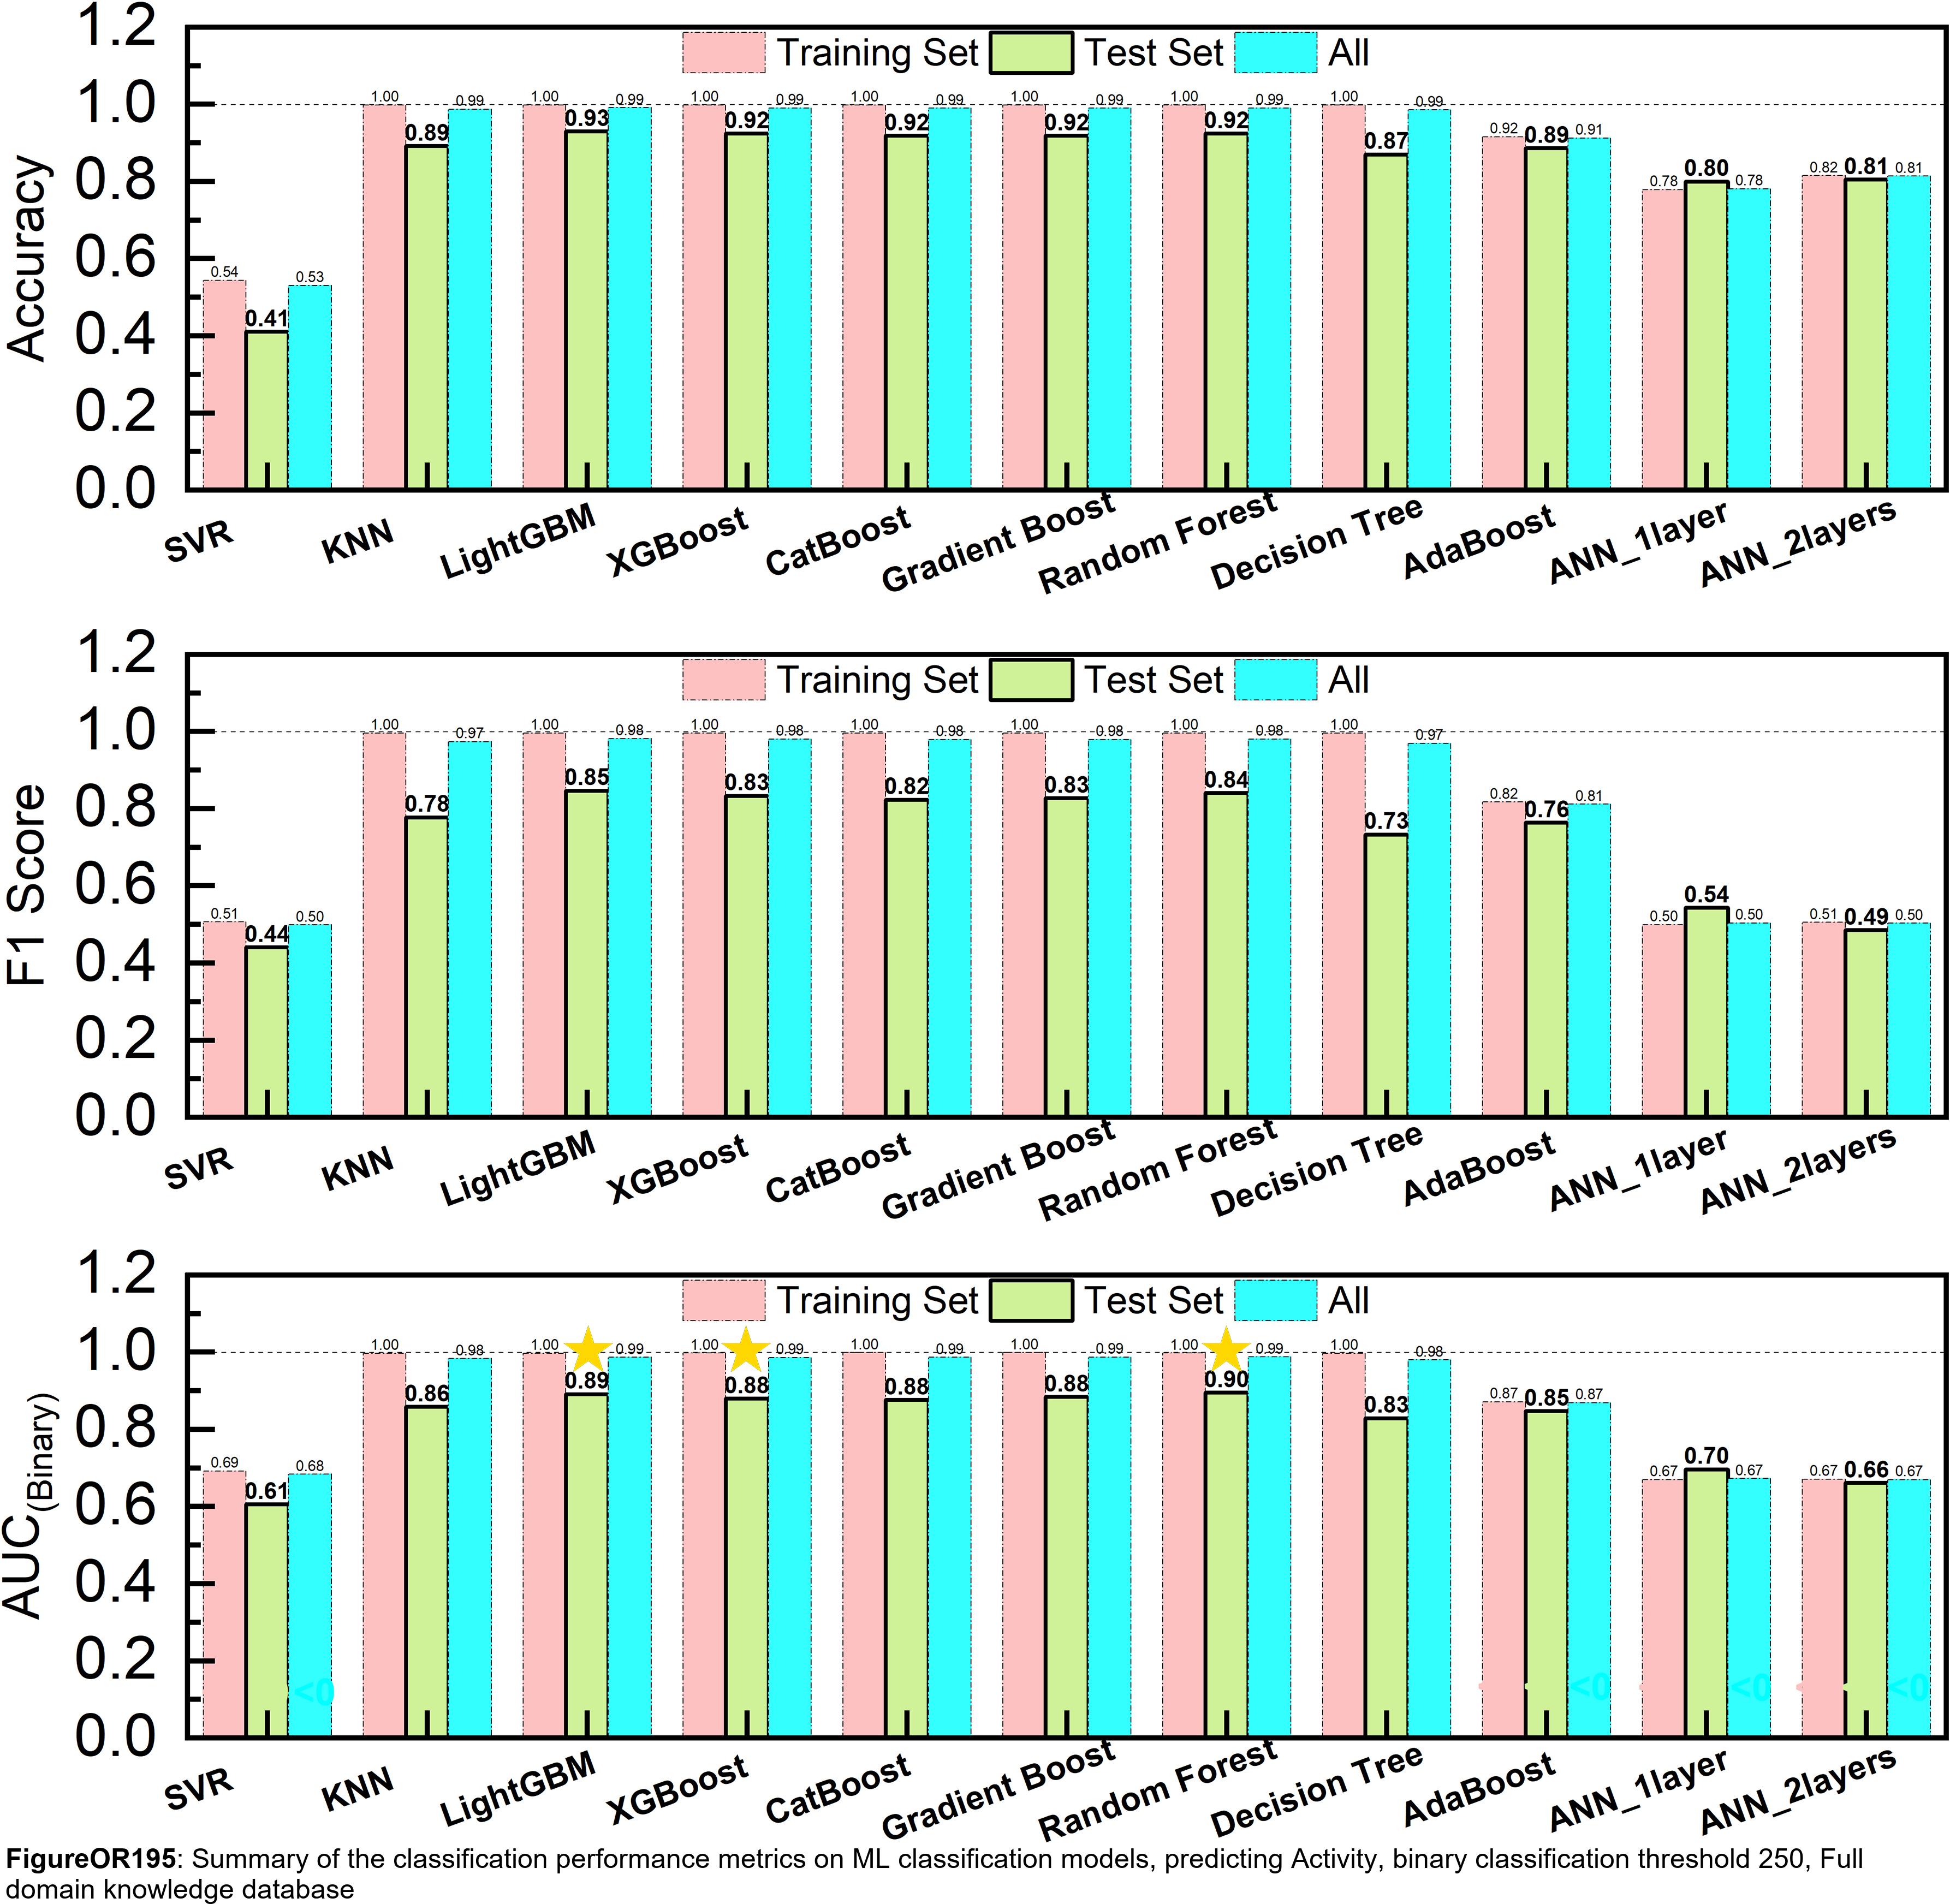 1.2
Training Set Test Set All
1.0
0.8
0.6
0.4
0.2
0.0
Accuracy
1.00 0.99 1.00 0.99 1.00 0.99 1.00 0.99 1.00 0.99 1.00 0.99 1.00 0.99
0.89 0.93 0.92 0.92 0.92 0.92 0.87 0.92 0.89 0.91
0.78 0.80 0.78 0.82 0.81 0.81
0.54 0.41 0.53
SVR KNN LightGBM XGBoost CatBoost Gradient Boost Random Forest Decision Tree AdaBoost ANN_1layer ANN_2layers
1.2
Training Set Test Set All
1.0
0.8
0.6
0.4
0.2
0.0
F1 Score
1.00 0.97 1.00 0.98 1.00 0.98 1.00 0.98 1.00 0.98 1.00 0.98 1.00 0.97
0.78 0.85 0.83 0.82 0.83 0.84 0.73 0.82 0.76 0.81
0.51 0.44 0.50 0.50 0.54 0.50 0.51 0.49 0.50
SVR KNN LightGBM XGBoost CatBoost Gradient Boost Random Forest Decision Tree AdaBoost ANN_1layer ANN_2layers
1.2
Training Set Test Set All
1.0
0.8
0.6
0.4
0.2
0.0
AUC(Binary)
1.00 0.98 1.00 0.99 1.00 0.99 1.00 0.99 1.00 0.99 1.00 0.99 1.00 0.98
0.86 0.89 0.88 0.88 0.88 0.90 0.83 0.87 0.85 0.87
0.69 0.61 0.68 0.67 0.70 0.67 0.67 0.66 0.67
<0 <0 <0 <0
SVR KNN LightGBM XGBoost CatBoost Gradient Boost Random Forest Decision Tree AdaBoost ANN_1layer ANN_2layers
FigureOR195: Summary of the classification performance metrics on ML classification models, predicting Activity, binary classification threshold 250, Full
domain knowledge database